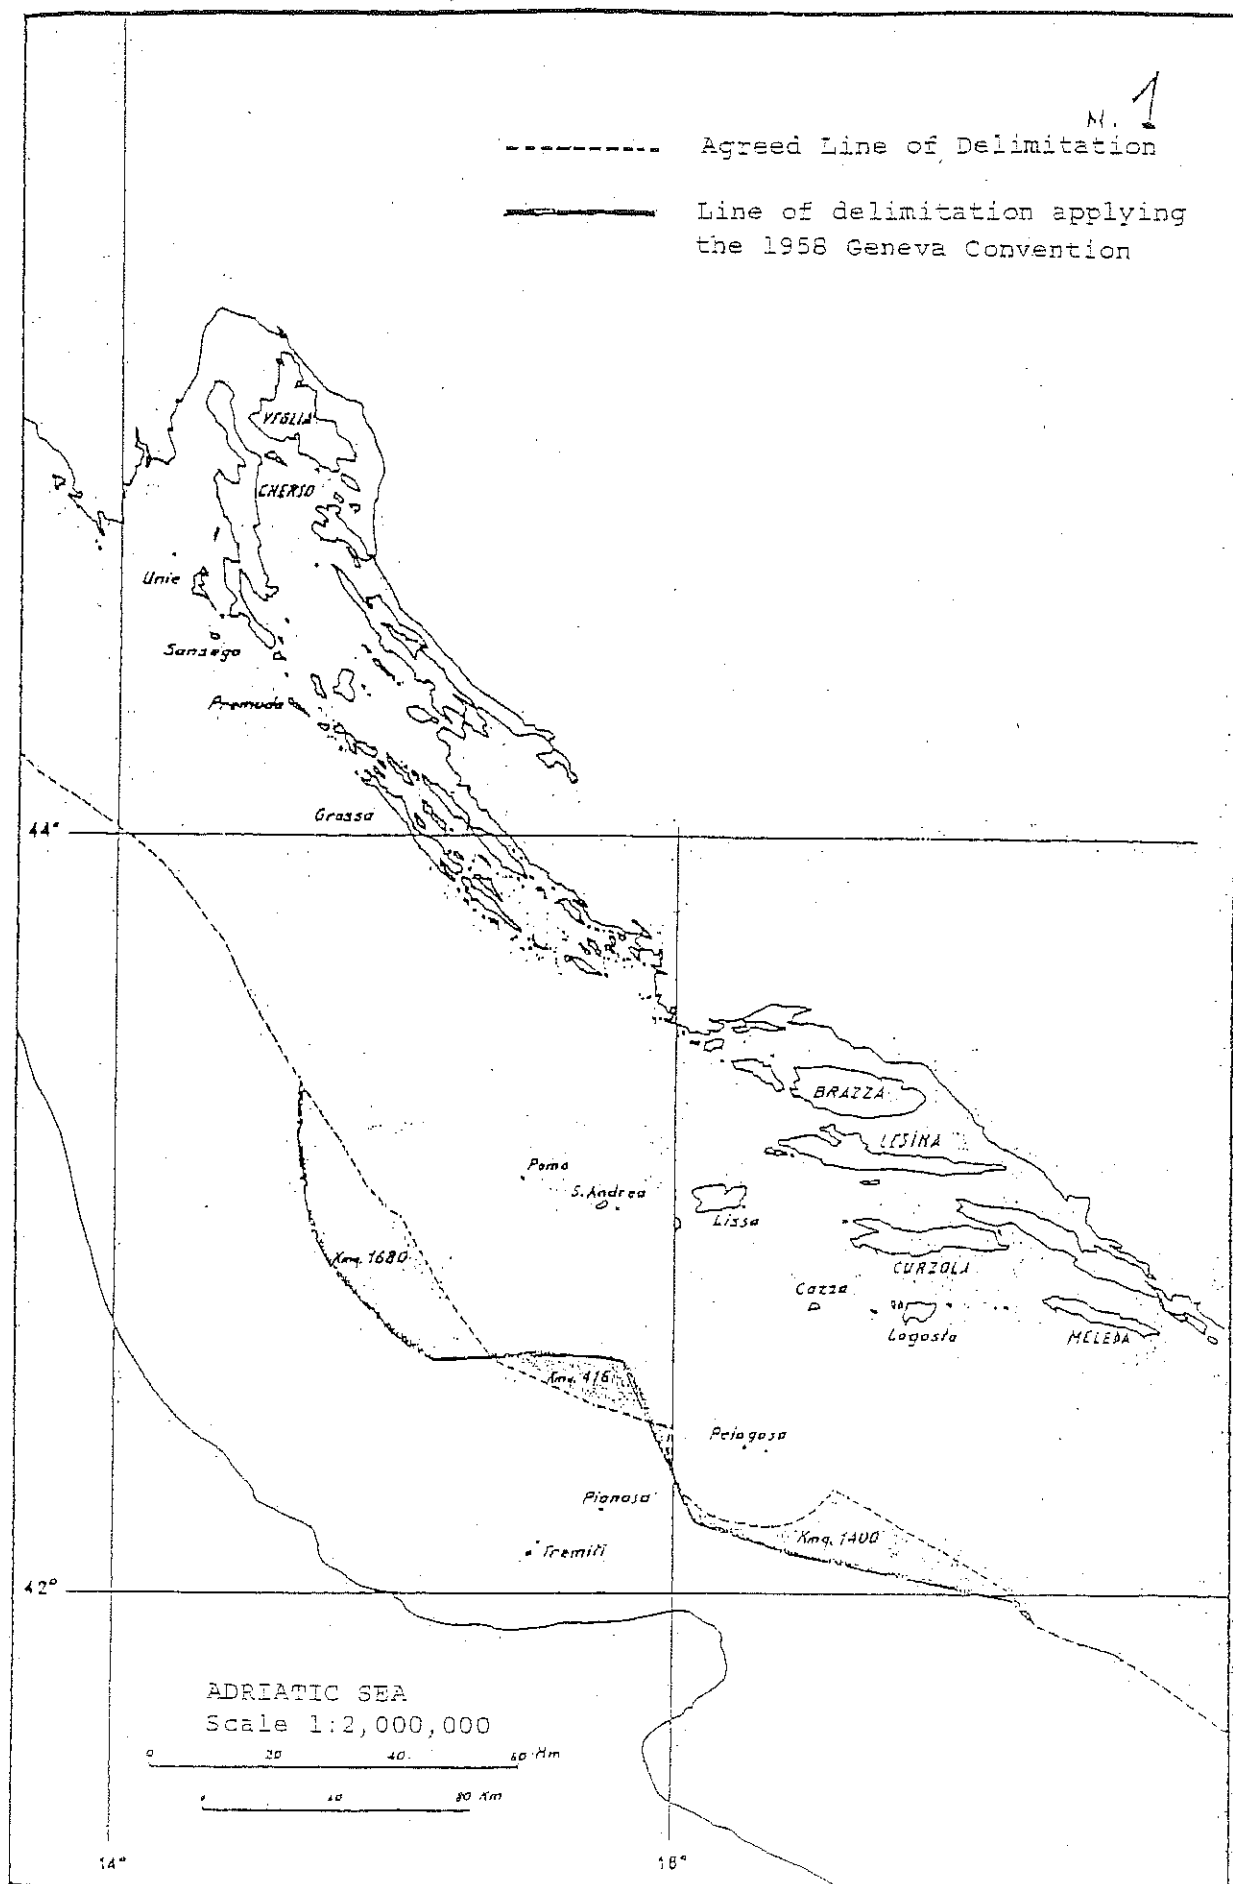 N. 1
Agreed Line of Delimitation
Line of delimitation applying
the 1958 Geneva Convention
VEGLIA
CHERSO
Unie
Sansego
Premuda
Grossa
44°
BRAZZA
LESINA
Pomo
S. Andrea
Lissa
Kmq. 1680
CURZOLA
Cazza
Lagosta
MELEDA
Kmq. 416
Pelagosa
Pianosa
Kmq. 1400
Tremiti
42°
ADRIATIC SEA
Scale 1:2,000,000
0 20 40 60
80 Km
14°
16°